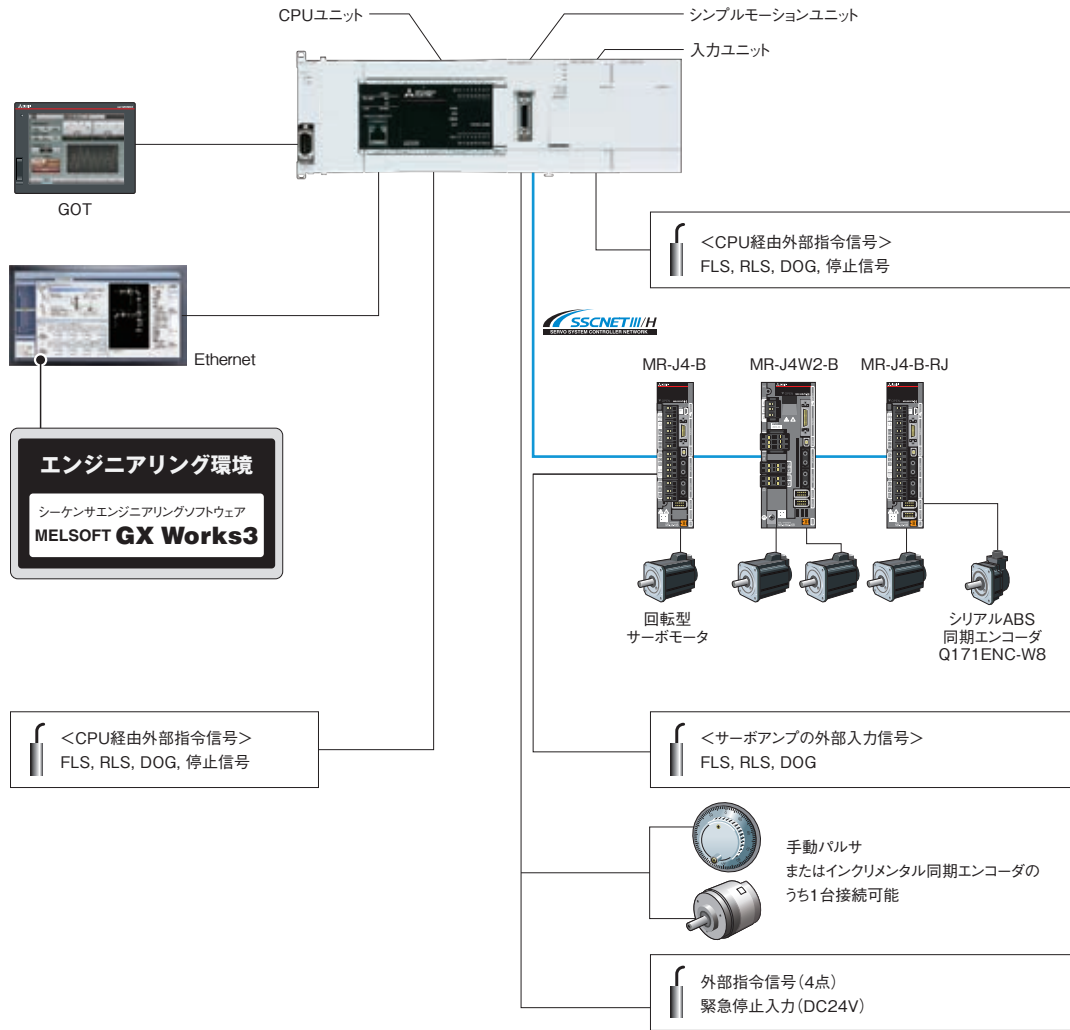 CPUユニット
シンプルモーションユニット
入力ユニット
GOT
<CPU経由外部指令信号>
FLS, RLS, DOG, 停止信号
SSCNETIII/H
SERVO SYSTEM CONTROLLER NETWORK
Ethernet
MR-J4-B
MR-J4W2-B
MR-J4-B-RJ
エンジニアリング環境
シーケンサエンジニアリングソフトウェア
MELSOFT GX Works3
回転型
サーボモータ
シリアルABS
同期エンコーダ
Q171ENC-W8
<CPU経由外部指令信号>
FLS, RLS, DOG, 停止信号
<サーボアンプの外部入力信号>
FLS, RLS, DOG
手動パルサ
またはインクリメンタル同期エンコーダの
うち1台接続可能
外部指令信号(4点)
緊急停止入力(DC24V)